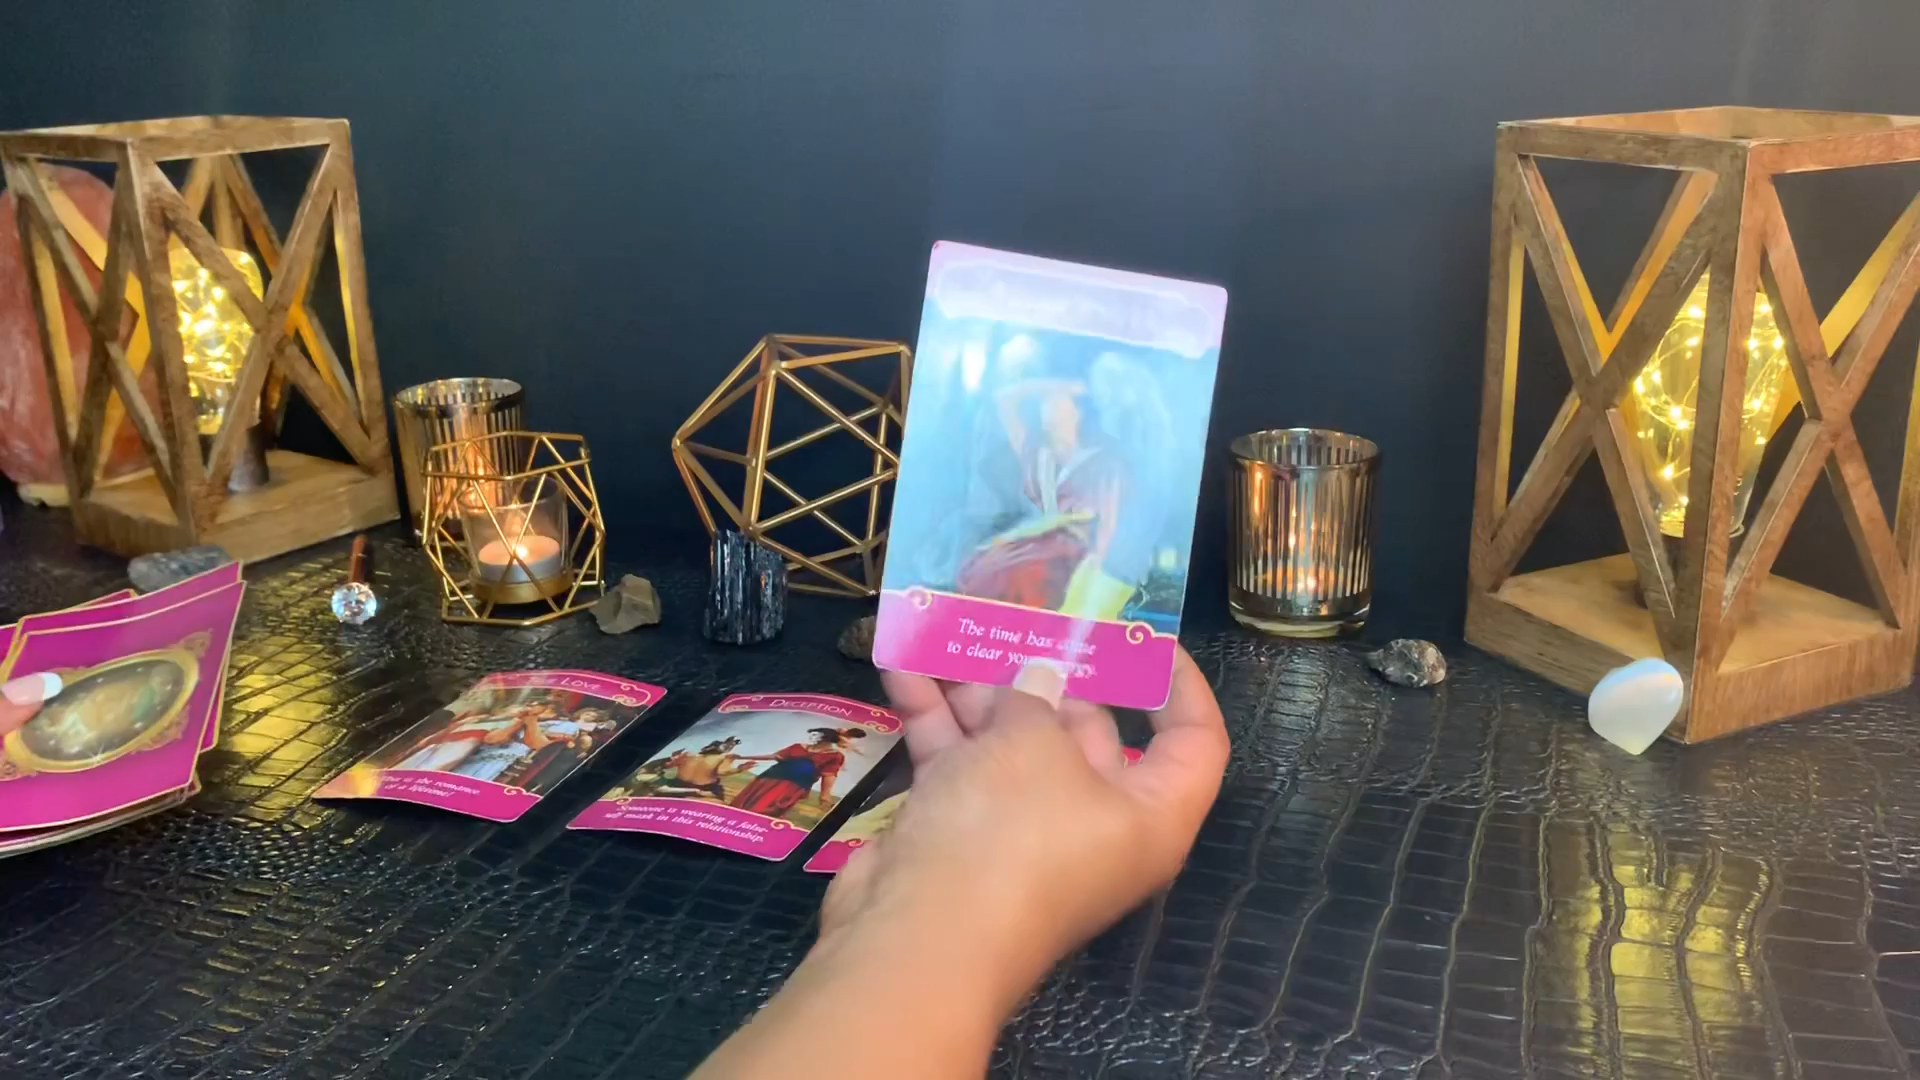 The time has come
to clear your energy.
True Love
This is the romance
of a lifetime!
Deception
Someone is wearing a false-
self mask in this relationship.